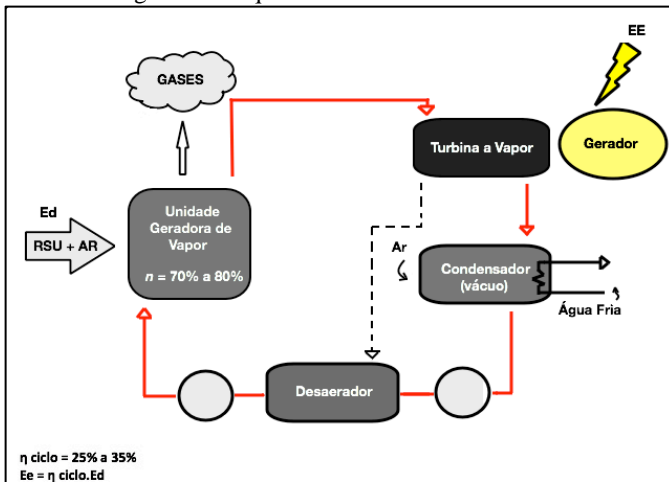 EE
GASES
Turbina a Vapor
Gerador
Ed
RSU + AR
Unidade
Geradora de
Vapor
n = 70% a 80%
Ar
Condensador
(vácuo)
Água Fria
Desaerador
η ciclo = 25% a 35%
Ee = η ciclo.Ed